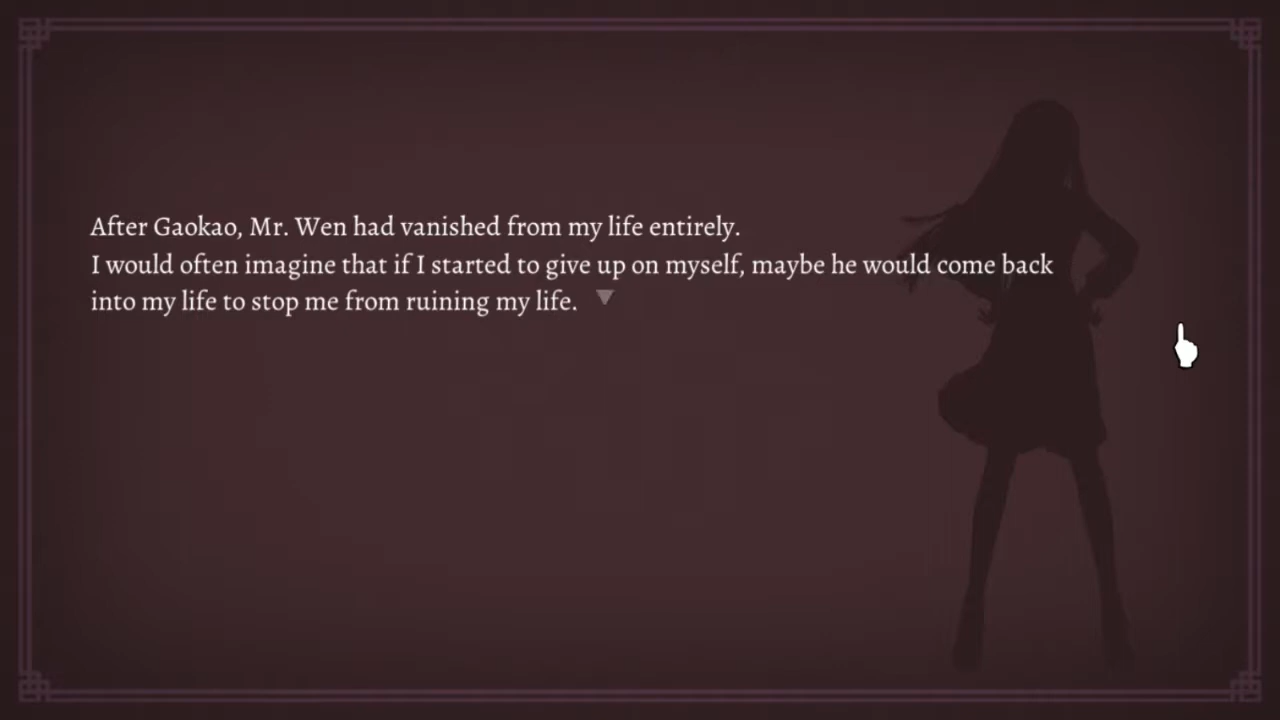 After Gaokao, Mr. Wen had vanished from my life entirely.
I would often imagine that if I started to give up on myself, maybe he would come back
into my life to stop me from ruining my life.